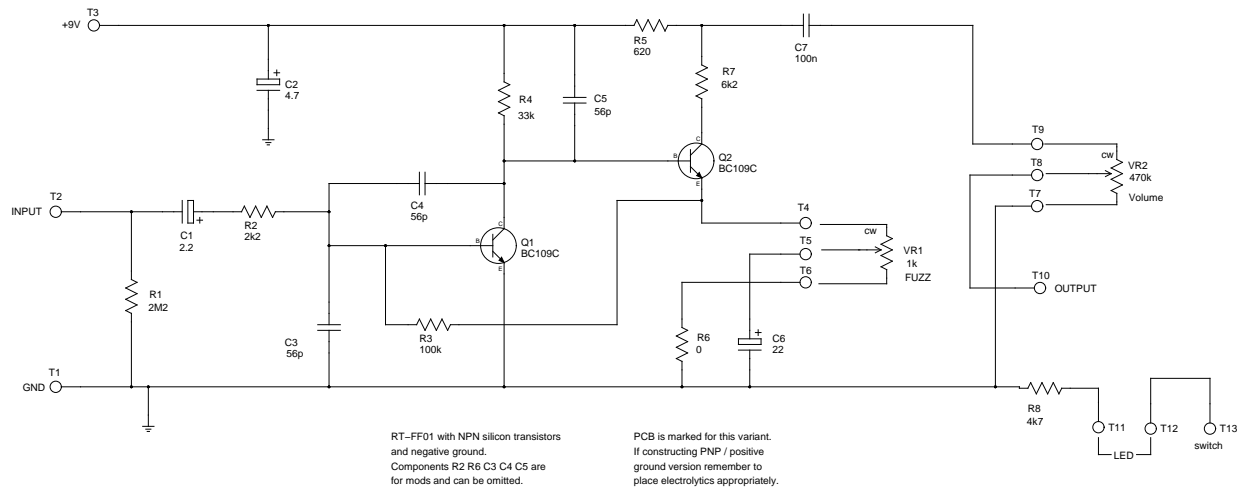 T3
+9V
C2
4.7
R4
33k
C5
56p
R5
620
R7
6k2
C7
100n
T9
CW
T8
VR2
470k
T7
Volume
B
C
E
Q2
BC109C
T2
INPUT
C1
2.2
R2
2k2
C4
56p
B
C
E
Q1
BC109C
T4
CW
T5
VR1
1k
FUZZ
T6
T10
OUTPUT
R1
2M2
C3
56p
R3
100k
R6
0
C6
22
T1
GND
R8
4k7
T11
T12
T13
switch
LED
RT–FF01 with NPN silicon transistors
and negative ground.
Components R2 R6 C3 C4 C5 are
for mods and can be omitted.
PCB is marked for this variant.
If constructing PNP / positive
ground version remember to
place electrolytics appropriately.